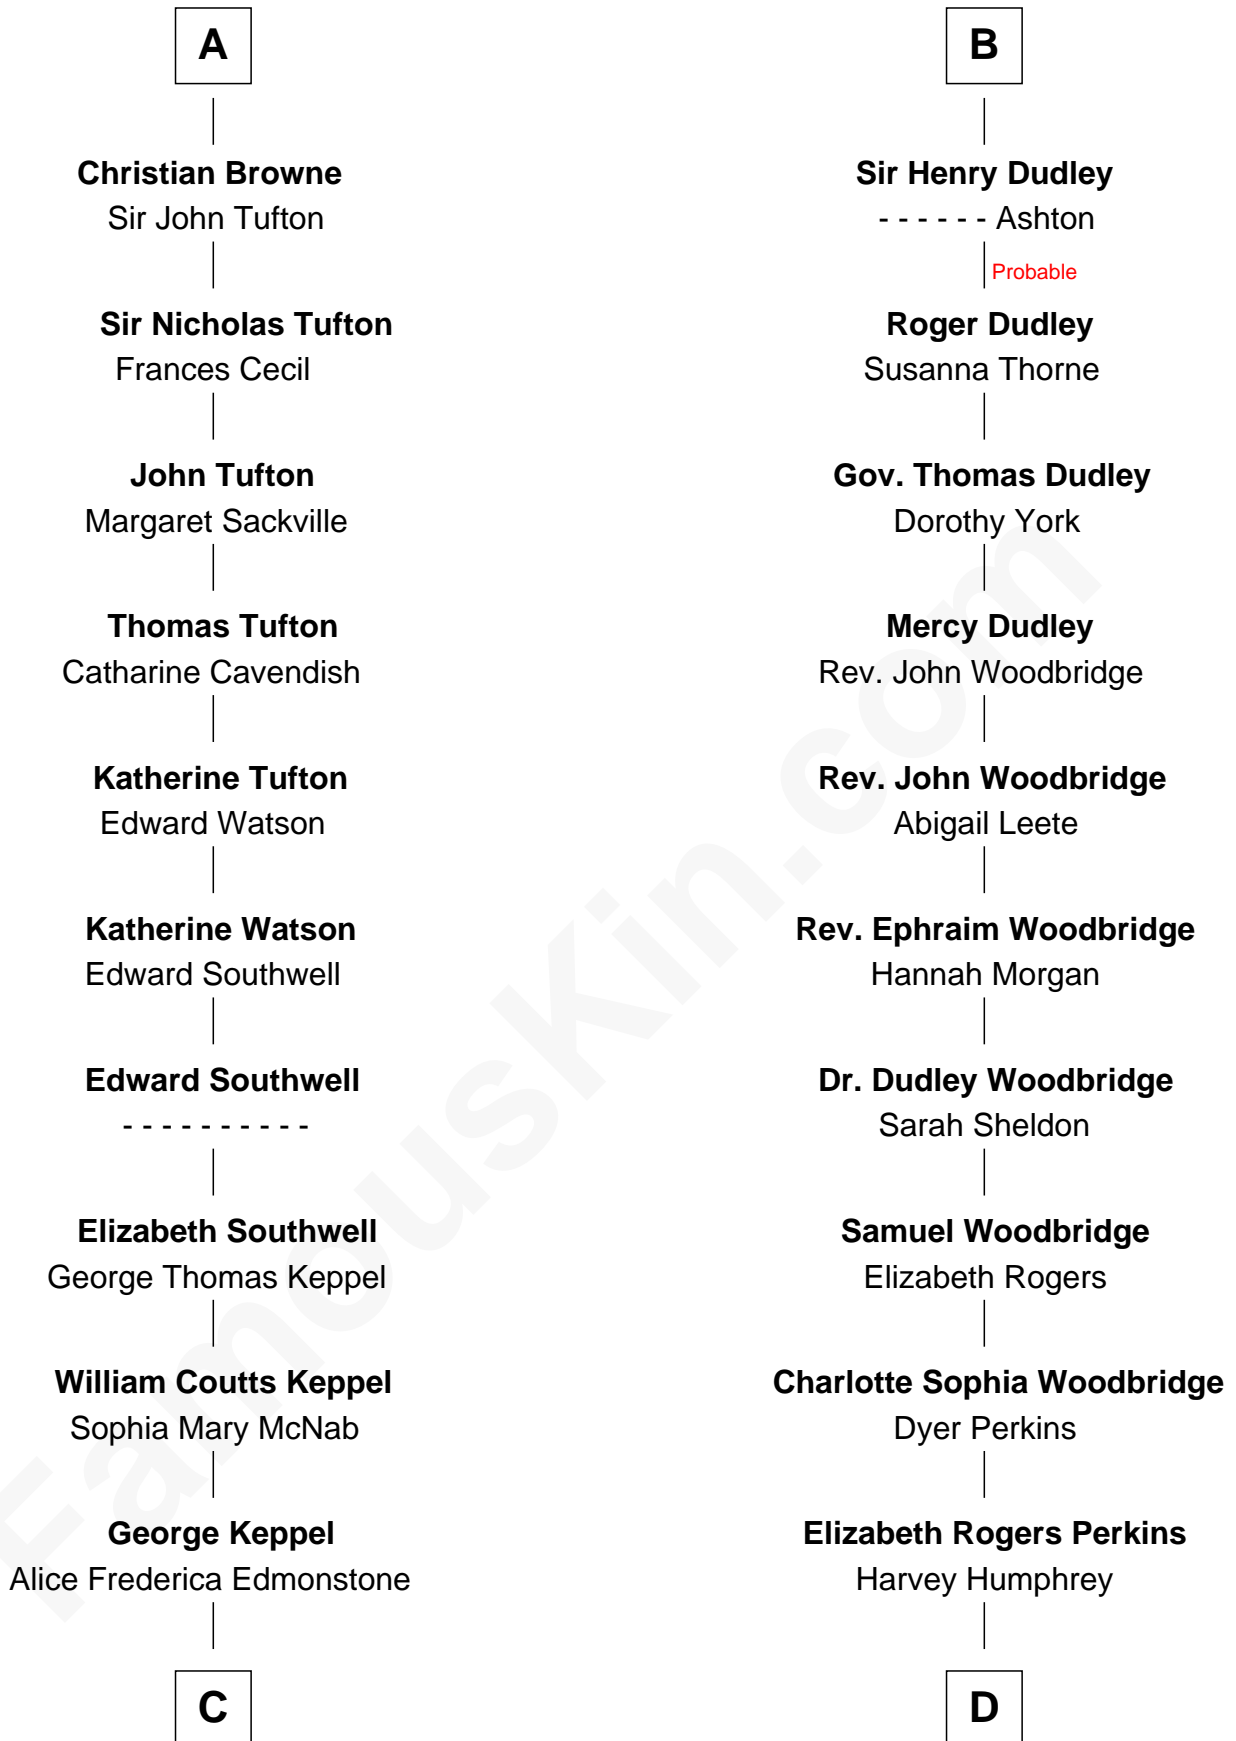 A
Christian Browne
Sir John Tufton
Sir Nicholas Tufton
Frances Cecil
John Tufton
Margaret Sackville
Thomas Tufton
Catharine Cavendish
Katherine Tufton
Edward Watson
Katherine Watson
Edward Southwell
Edward Southwell
- - - - - - - - - -
Elizabeth Southwell
George Thomas Keppel
William Coutts Keppel
Sophia Mary McNab
George Keppel
Alice Frederica Edmonstone
C
B
Sir Henry Dudley
- - - - - - Ashton
Probable
Roger Dudley
Susanna Thorne
Gov. Thomas Dudley
Dorothy York
Mercy Dudley
Rev. John Woodbridge
Rev. John Woodbridge
Abigail Leete
Rev. Ephraim Woodbridge
Hannah Morgan
Dr. Dudley Woodbridge
Sarah Sheldon
Samuel Woodbridge
Elizabeth Rogers
Charlotte Sophia Woodbridge
Dyer Perkins
Elizabeth Rogers Perkins
Harvey Humphrey
D
FamousKin.com